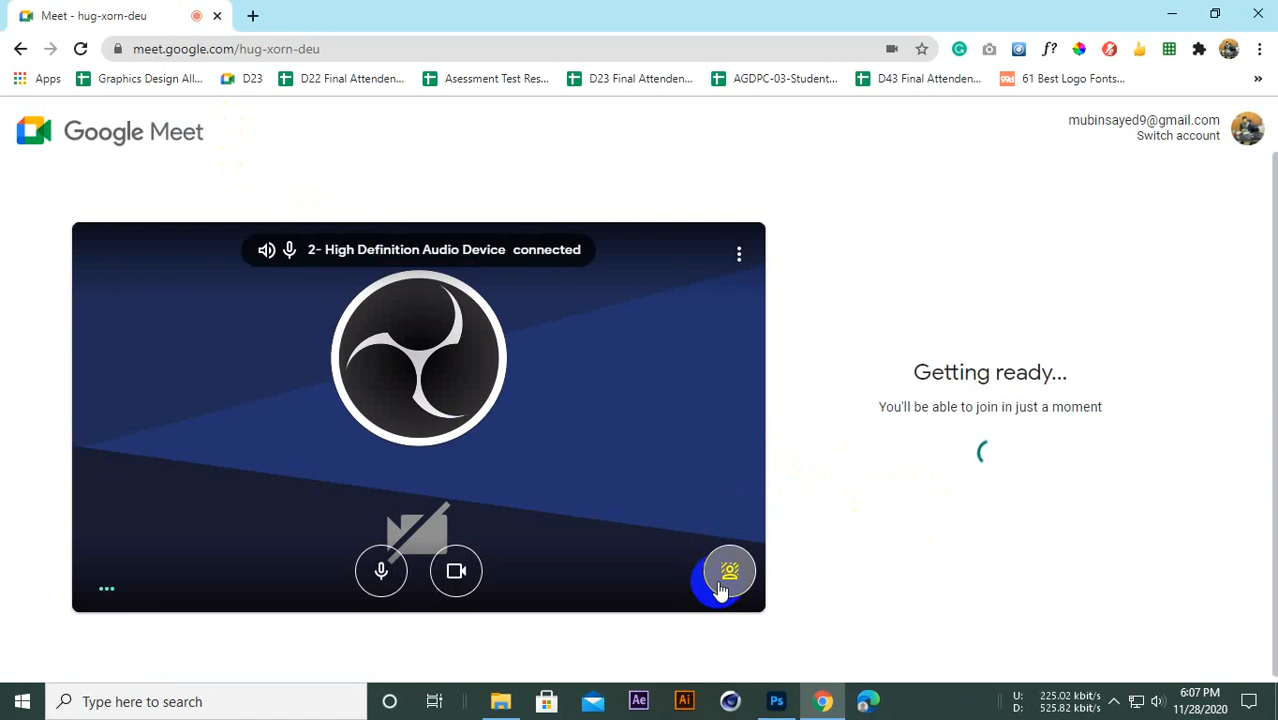 Meet - hug-xorn-deu
meet.google.com/hug-xorn-deu
Apps Graphics Design All... D23 D22 Final Attenden... Asessment Test Res... D23 Final Attenden... AGDPC-03-Student... D43 Final Attenden... 61 Best Logo Fonts... »
Google Meet
mubinsayed9@gmail.com
Switch account
2- High Definition Audio Device connected
Getting ready...
You'll be able to join in just a moment
Type here to search
Ae Ai Ps
U: 225.02 kbit/s
D: 525.82 kbit/s
6:07 PM
11/28/2020